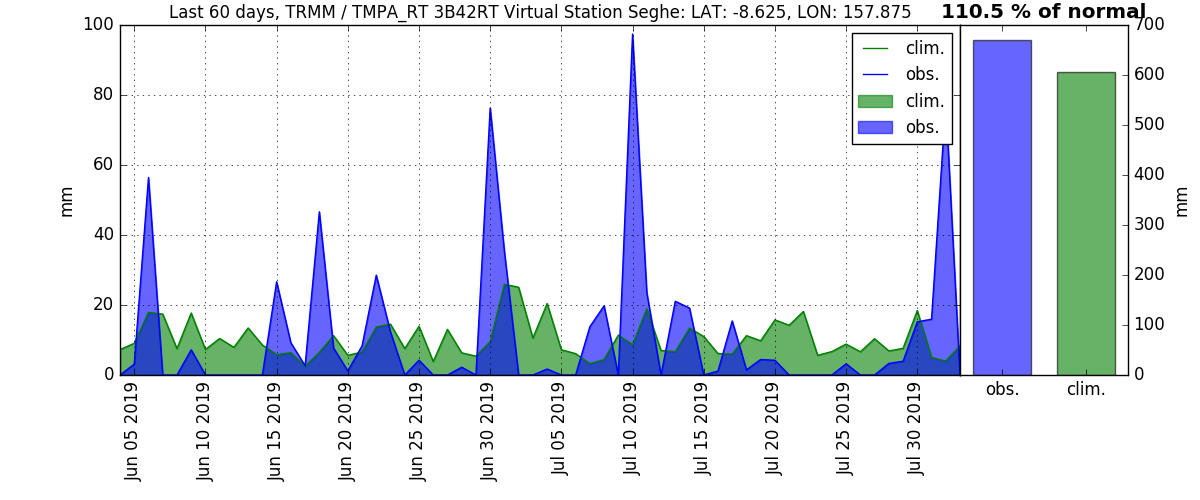 Last 60 days, TRMM / TMPA_RT 3B42RT Virtual Station Seghe: LAT: -8.625, LON: 157.875
110.5 % of normal
100
80
60
40
20
0
mm
clim.
obs.
clim.
obs.
700
600
500
400
300
200
100
0
mm
obs.
clim.
Jun 05 2019
Jun 10 2019
Jun 15 2019
Jun 20 2019
Jun 25 2019
Jun 30 2019
Jul 05 2019
Jul 10 2019
Jul 15 2019
Jul 20 2019
Jul 25 2019
Jul 30 2019